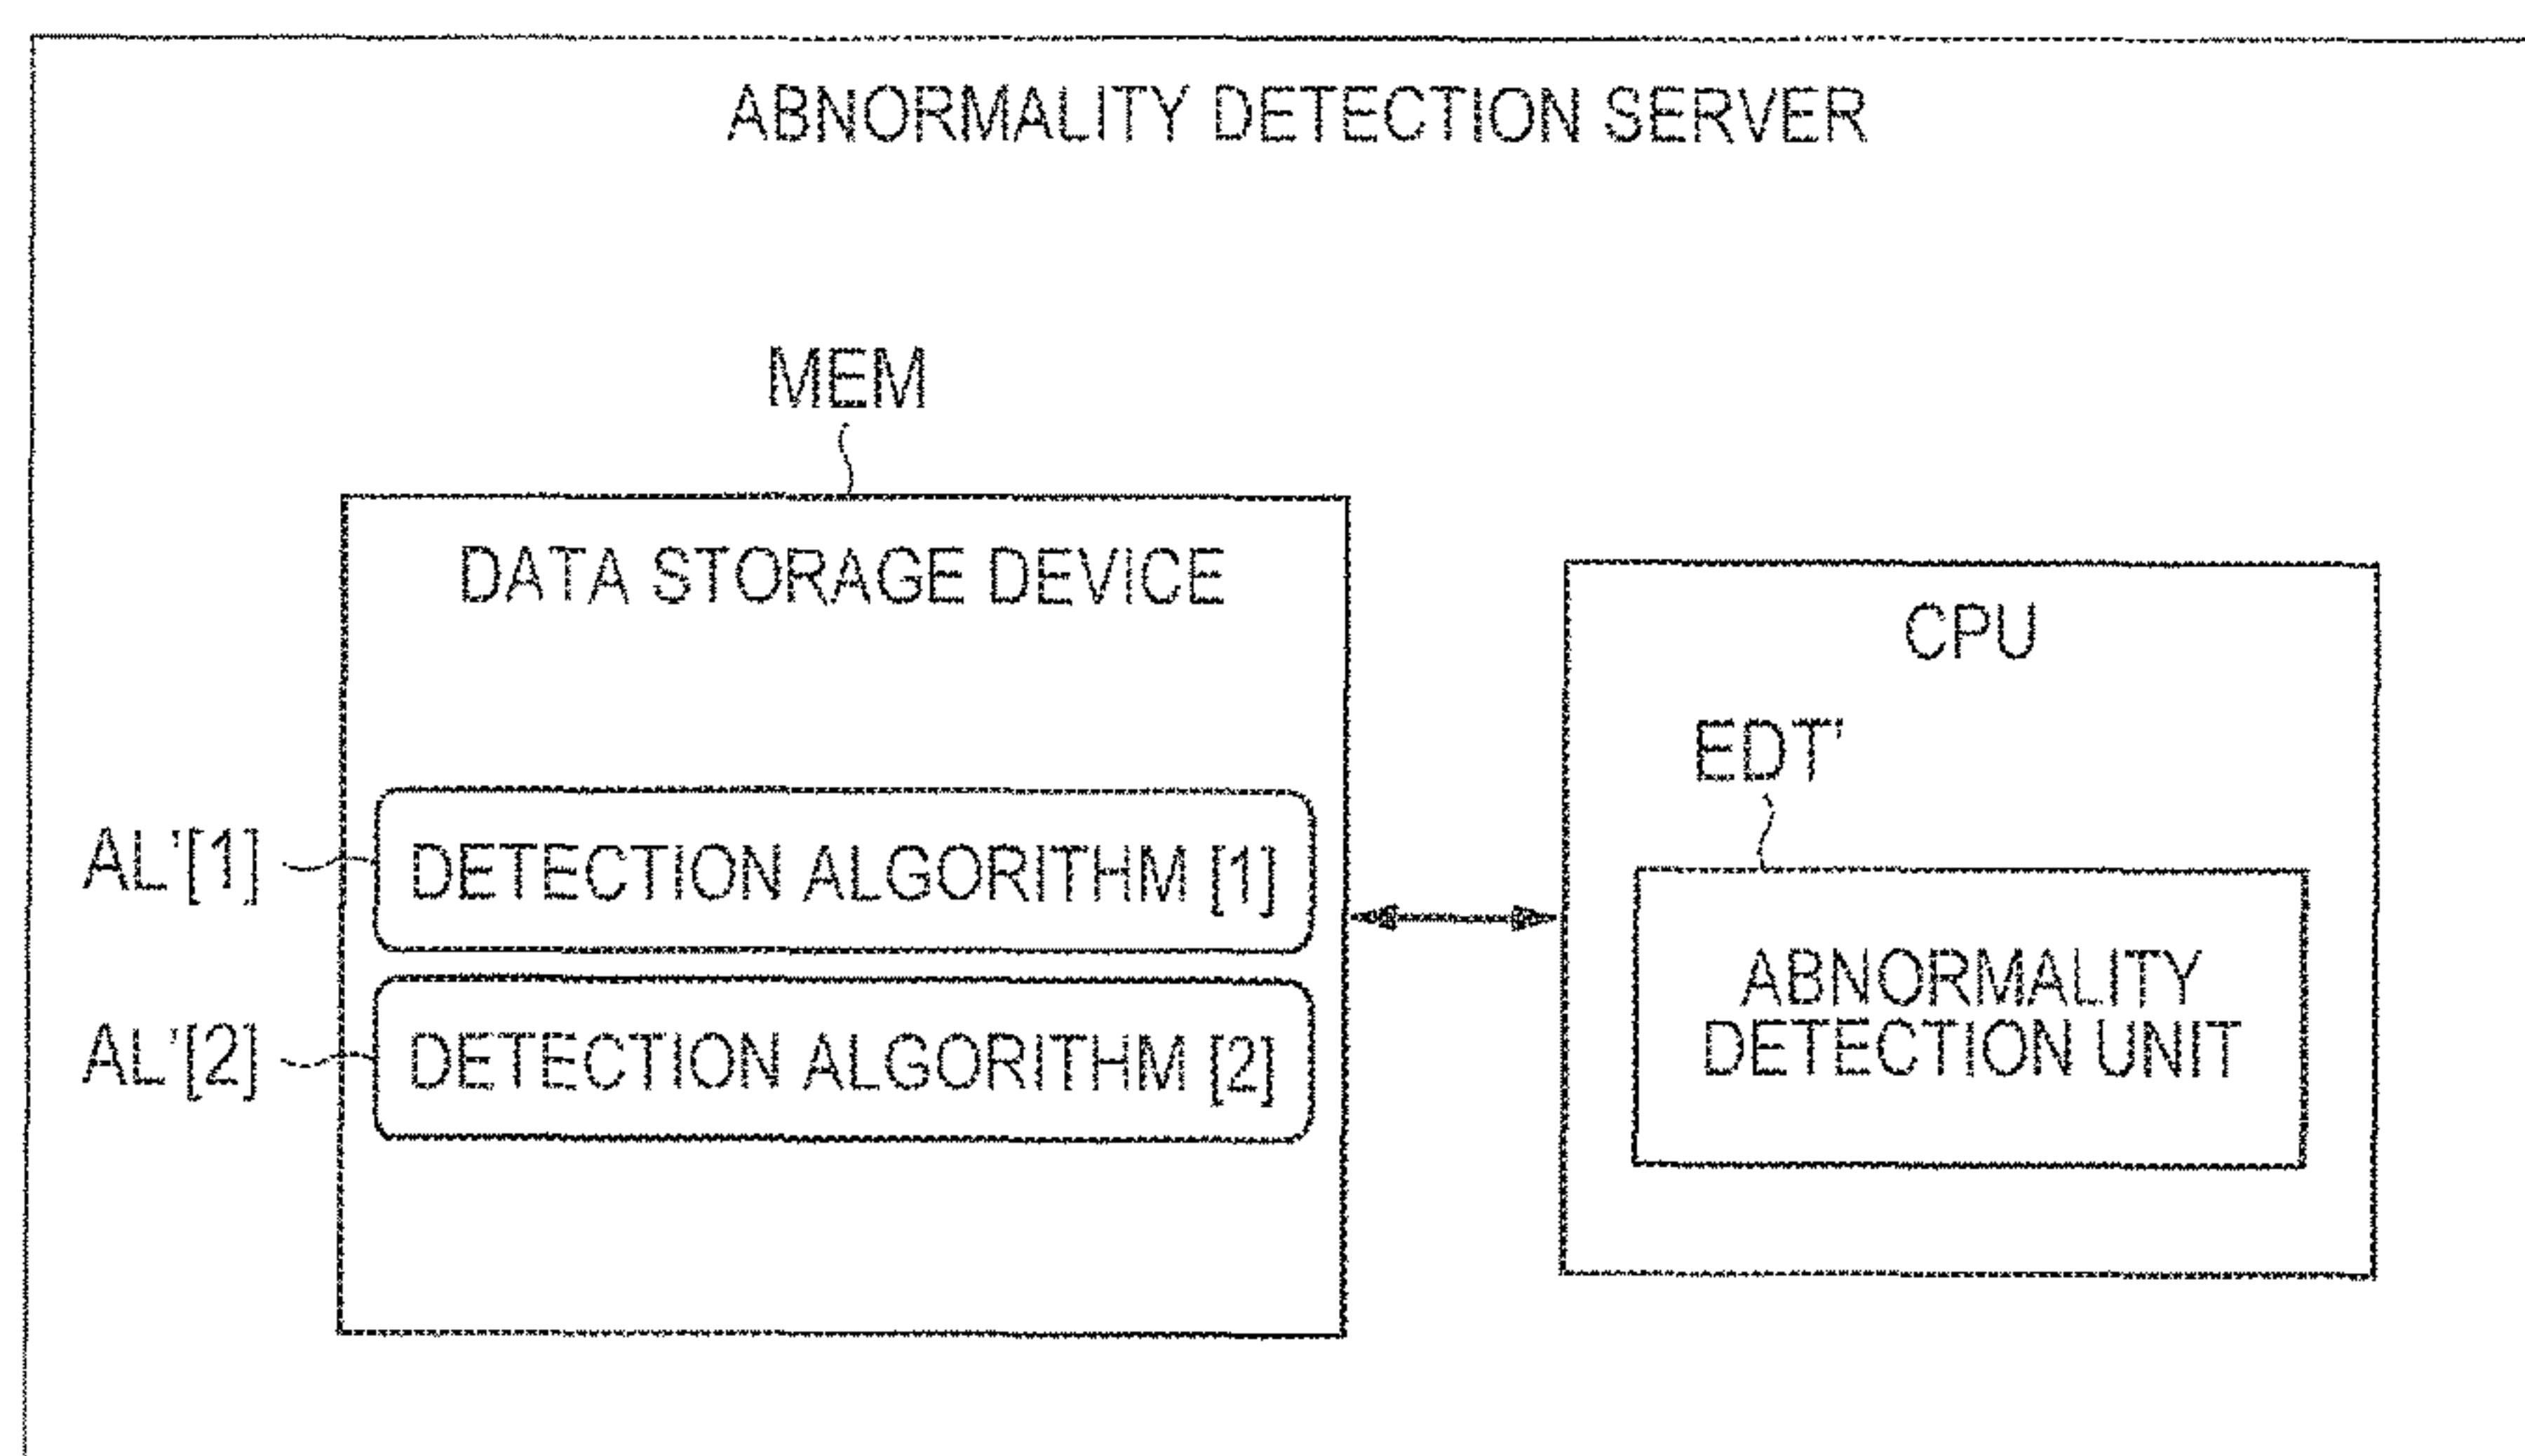 ABNORMALITY DETECTION SERVER
MEM
DATA STORAGE DEVICE
CPU
EDT'
AL'[1]
DETECTION ALGORITHM [1]
ABNORMALITY
DETECTION UNIT
AL'[2]
DETECTION ALGORITHM [2]